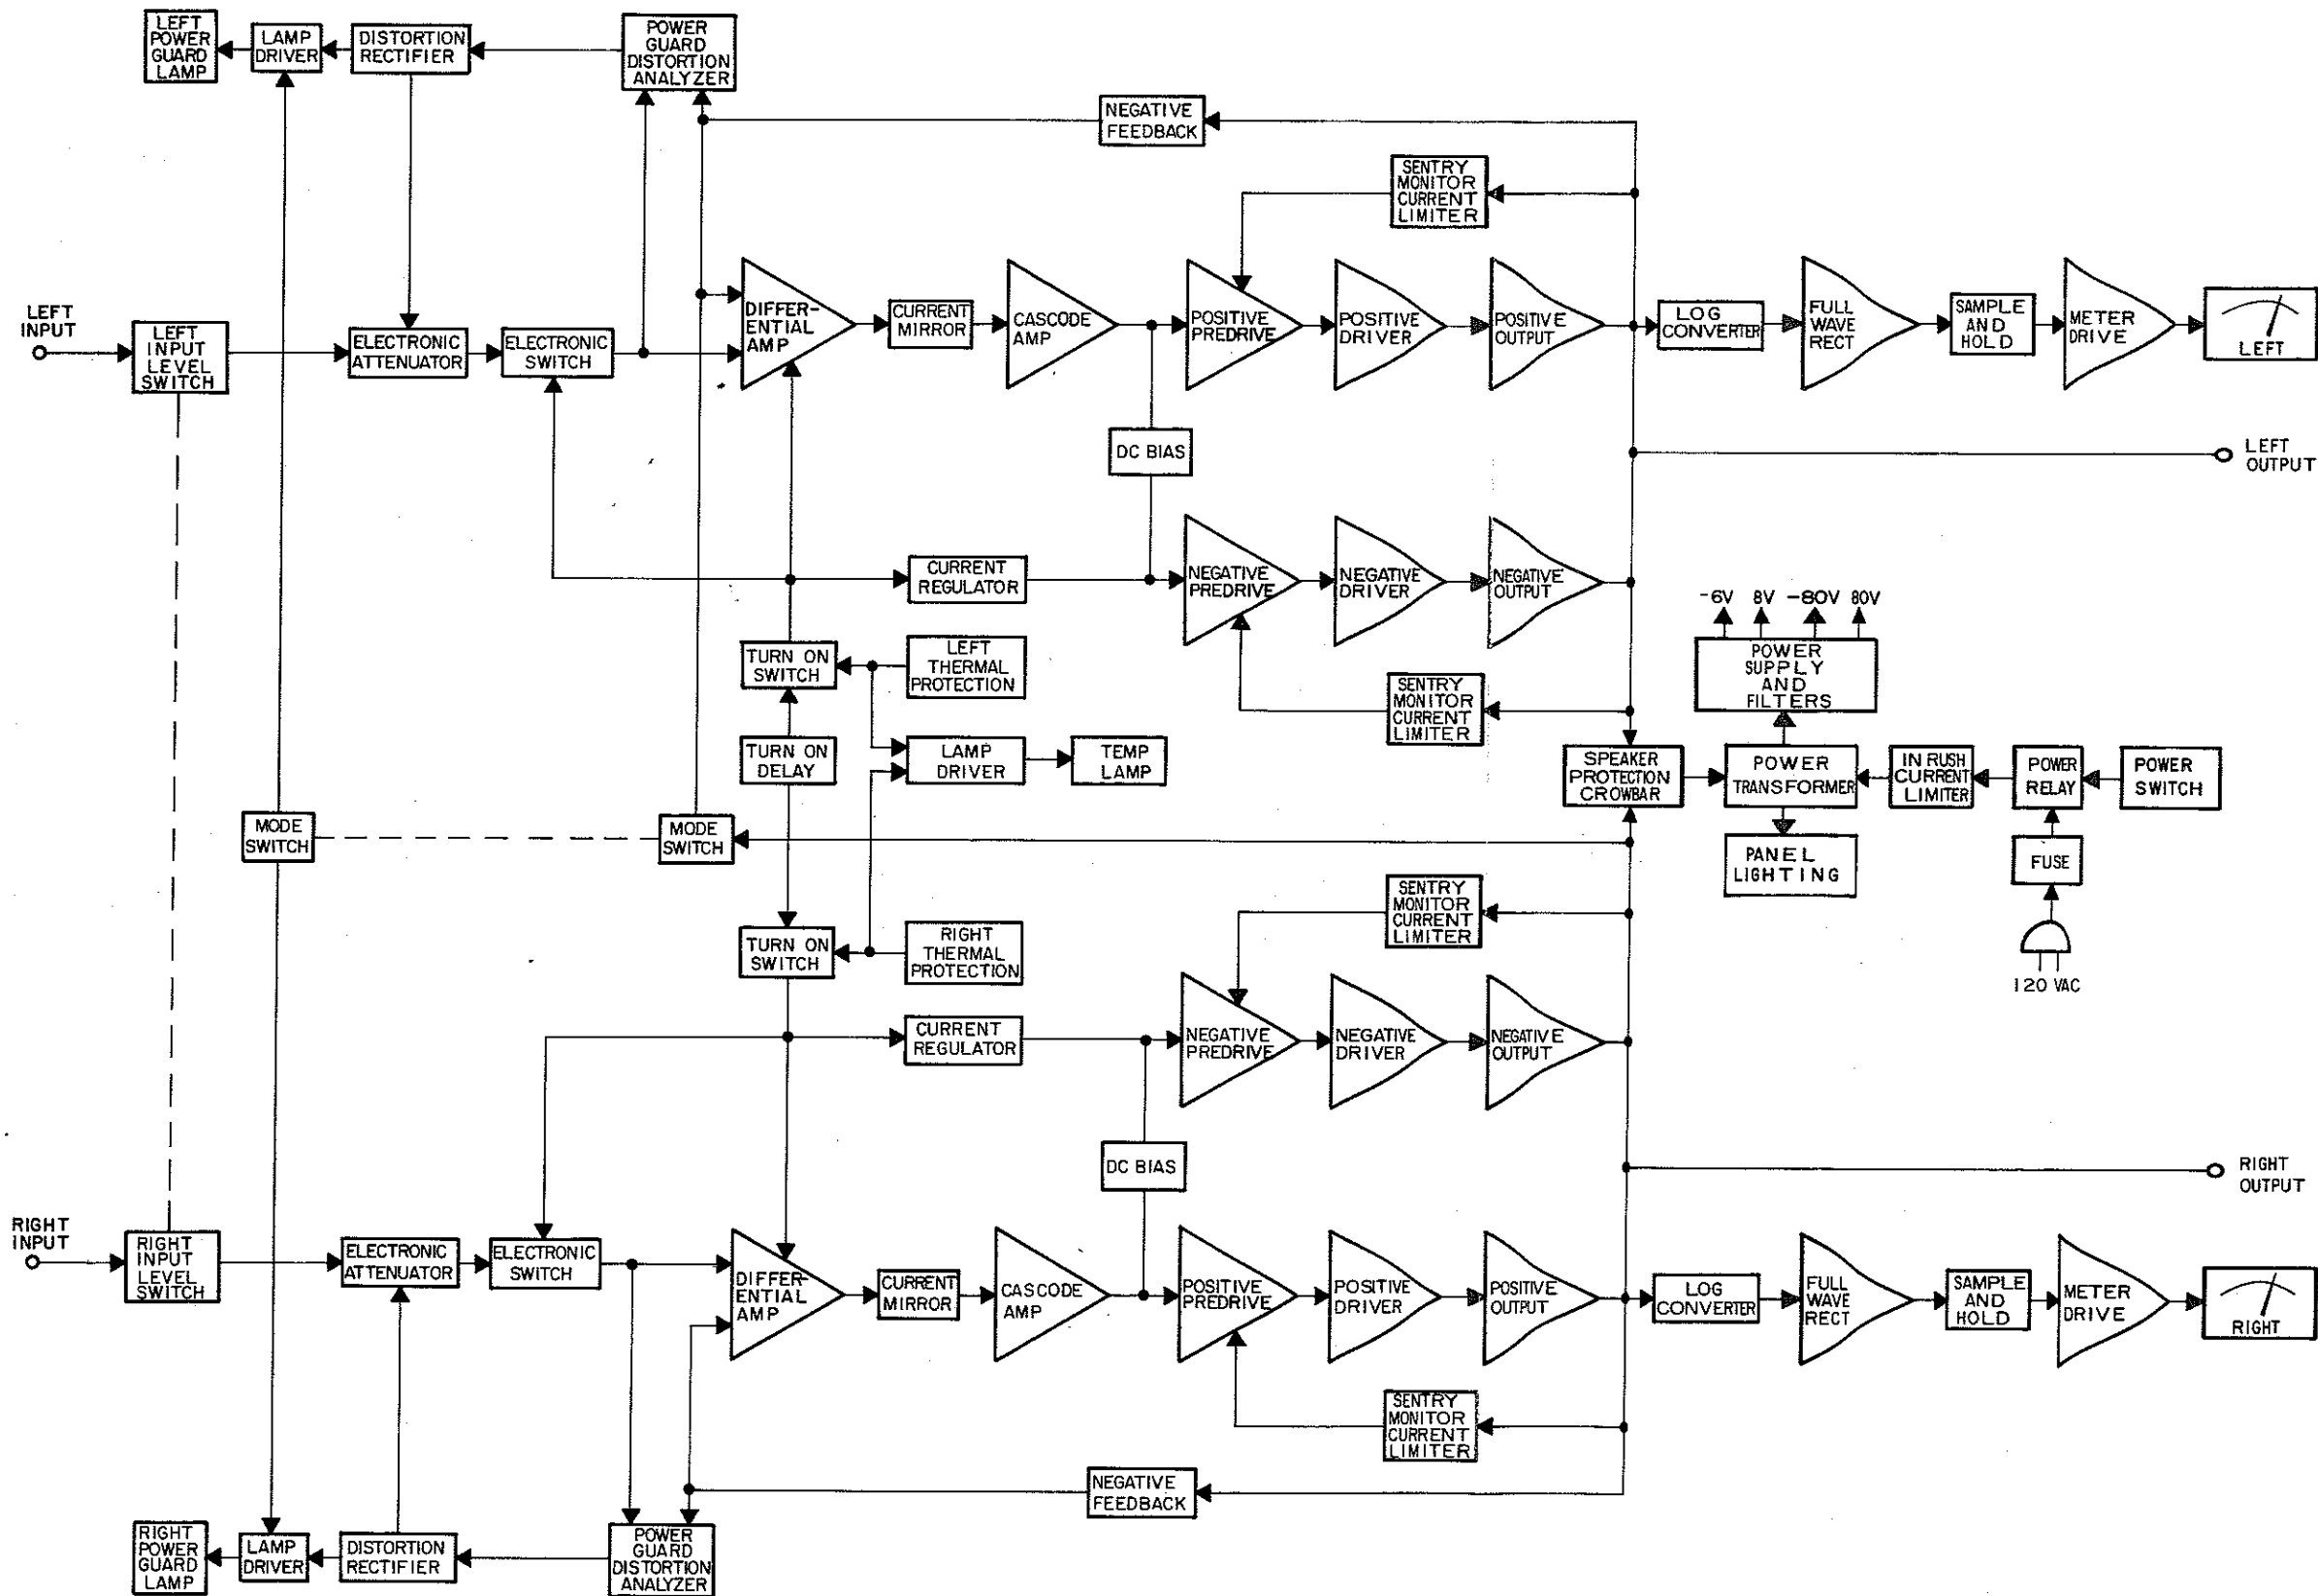 LEFT
POWER
GUARD
LAMP
LAMP
DRIVER
DISTORTION
RECTIFIER
POWER
GUARD
DISTORTION
ANALYZER
NEGATIVE
FEEDBACK
SENTRY
MONITOR
CURRENT
LIMITER
LEFT
INPUT
LEFT
INPUT
LEVEL
SWITCH
ELECTRONIC
ATTENUATOR
ELECTRONIC
SWITCH
DIFFER-
ENTIAL
AMP
CURRENT
MIRROR
CASCODE
AMP
POSITIVE
PREDRIVE
POSITIVE
DRIVER
POSITIVE
OUTPUT
LOG
CONVERTER
FULL
WAVE
RECT
SAMPLE
AND
HOLD
METER
DRIVE
LEFT
DC BIAS
LEFT
OUTPUT
CURRENT
REGULATOR
NEGATIVE
PREDRIVE
NEGATIVE
DRIVER
NEGATIVE
OUTPUT
-6V 8V -80V 80V
POWER
SUPPLY
AND
FILTERS
TURN ON
SWITCH
LEFT
THERMAL
PROTECTION
SENTRY
MONITOR
CURRENT
LIMITER
TURN ON
DELAY
LAMP
DRIVER
TEMP
LAMP
SPEAKER
PROTECTION
CROWBAR
POWER
TRANSFORMER
IN RUSH
CURRENT
LIMITER
POWER
RELAY
POWER
SWITCH
MODE
SWITCH
MODE
SWITCH
PANEL
LIGHTING
FUSE
120 VAC
SENTRY
MONITOR
CURRENT
LIMITER
TURN ON
SWITCH
RIGHT
THERMAL
PROTECTION
CURRENT
REGULATOR
NEGATIVE
PREDRIVE
NEGATIVE
DRIVER
NEGATIVE
OUTPUT
DC BIAS
RIGHT
OUTPUT
RIGHT
INPUT
RIGHT
INPUT
LEVEL
SWITCH
ELECTRONIC
ATTENUATOR
ELECTRONIC
SWITCH
DIFFER-
ENTIAL
AMP
CURRENT
MIRROR
CASCODE
AMP
POSITIVE
PREDRIVE
POSITIVE
DRIVER
POSITIVE
OUTPUT
LOG
CONVERTER
FULL
WAVE
RECT
SAMPLE
AND
HOLD
METER
DRIVE
RIGHT
SENTRY
MONITOR
CURRENT
LIMITER
NEGATIVE
FEEDBACK
RIGHT
POWER
GUARD
LAMP
LAMP
DRIVER
DISTORTION
RECTIFIER
POWER
GUARD
DISTORTION
ANALYZER